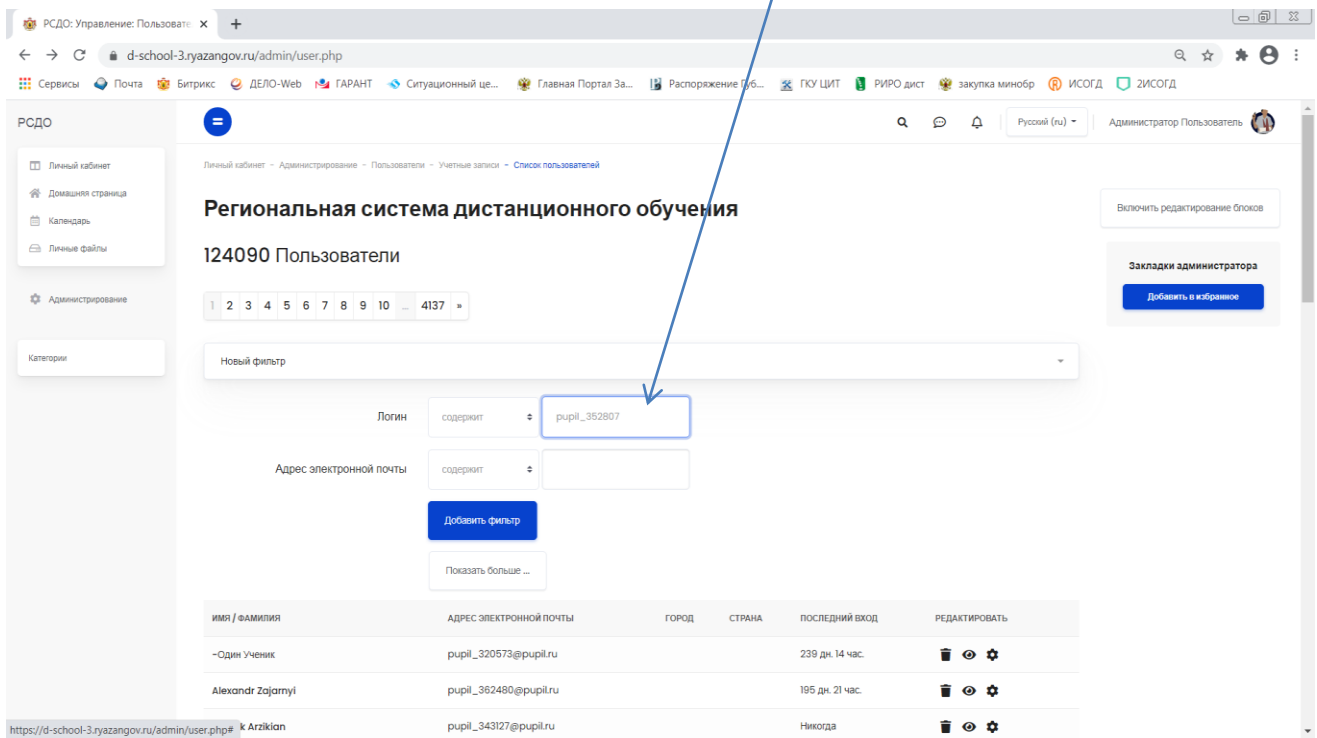 РСДО: Управление: Пользовате
d-school-3.ryazangov.ru/admin/user.php
Сервисы Почта Битрикс ДЕЛО-Web ГАРАНТ Ситуационный це... Главная Портал За... Распоряжение Губ... ГКУ ЦИТ РИРО дист закупка минобр ИСОГД 2ИСОГД
РСДО
Русский (ru)
Администратор Пользователь
Личный кабинет
Домашняя страница
Календарь
Личные файлы
Администрирование
Категории
Личный кабинет - Администрирование - Пользователи - Учетные записи - Список пользователей
Региональная система дистанционного обучения
Включить редактирование блоков
124090 Пользователи
Закладки администратора
Добавить в избранное
1 2 3 4 5 6 7 8 9 10 ... 4137 »
Новый фильтр
Логин содержит pupil_352807
Адрес электронной почты содержит
Добавить фильтр
Показать больше ...
ИМЯ / ФАМИЛИЯ АДРЕС ЭЛЕКТРОННОЙ ПОЧТЫ ГОРОД СТРАНА ПОСЛЕДНИЙ ВХОД РЕДАКТИРОВАТЬ
-Один Ученик pupil_320573@pupil.ru 239 дн. 14 час.
Alexandr Zajarnyi pupil_362480@pupil.ru 195 дн. 21 час.
k Arzikian pupil_343127@pupil.ru Никогда
https://d-school-3.ryazangov.ru/admin/user.php#